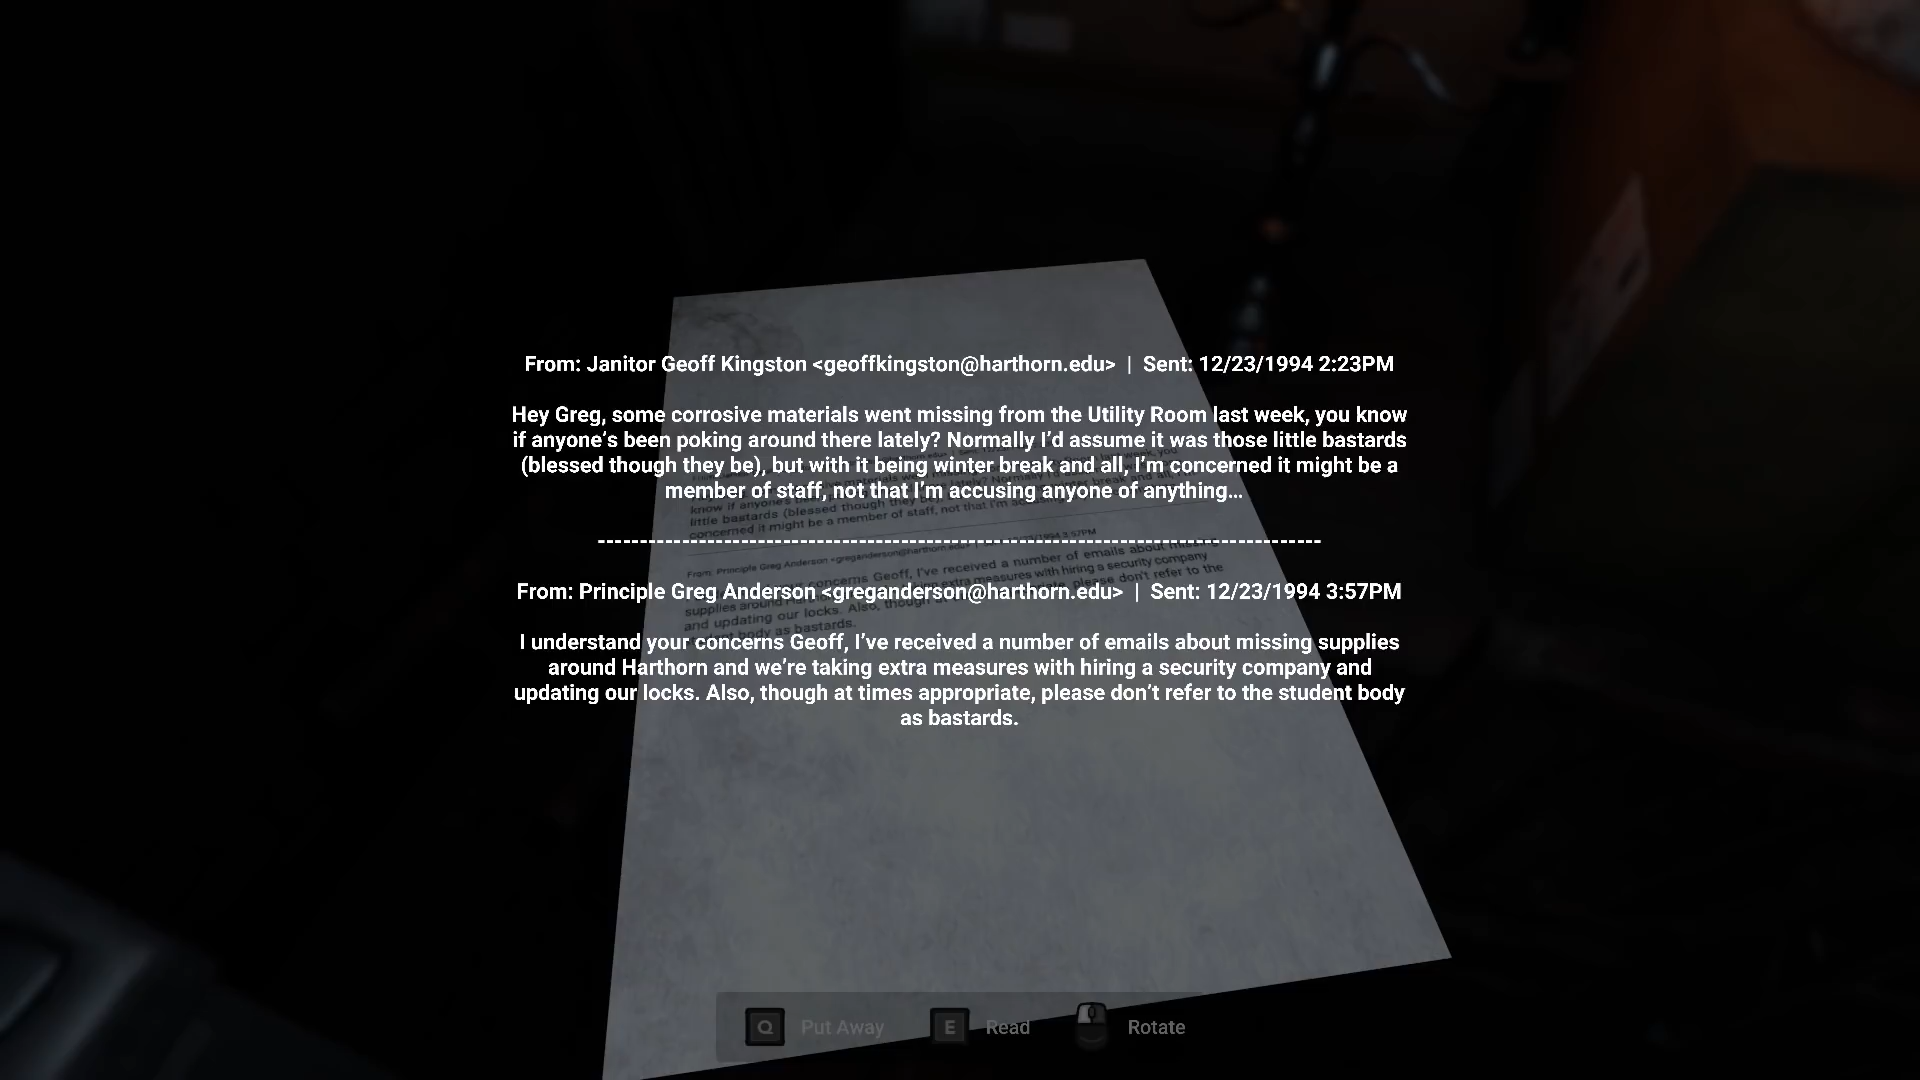 From: Janitor Geoff Kingston <geoffkingston@harthorn.edu> | Sent: 12/23/1994 2:23PM
Hey Greg, some corrosive materials went missing from the Utility Room last week, you know
if anyone’s been poking around there lately? Normally I’d assume it was those little bastards
(blessed though they be), but with it being winter break and all, I’m concerned it might be a
member of staff, not that I’m accusing anyone of anything...
--------------------------------------------------------------------------------------
From: Principle Greg Anderson <greganderson@harthorn.edu> | Sent: 12/23/1994 3:57PM
I understand your concerns Geoff, I’ve received a number of emails about missing supplies
around Harthorn and we’re taking extra measures with hiring a security company and
updating our locks. Also, though at times appropriate, please don’t refer to the student body
as bastards.
Q Put Away E Read Rotate